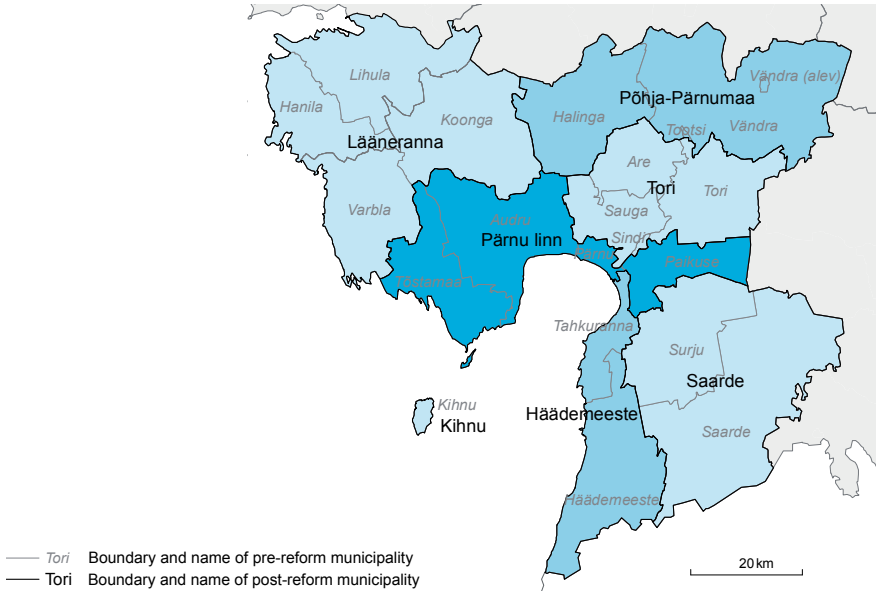 Lihula
Vändra (alev)
Hanila
Koonga
Halinga
Põhja-Pärnumaa
Tootsi
Vändra
Lääneranna
Are
Tori
Tori
Varbla
Sauga
Audru
Sindi
Pärnu linn
Pärnu
Paikuse
Tõstamaa
Tahkuranna
Surju
Saarde
Kihnu
Kihnu
Häädemeeste
Saarde
Häädemeeste
Tori Boundary and name of pre-reform municipality
Tori Boundary and name of post-reform municipality
20 km